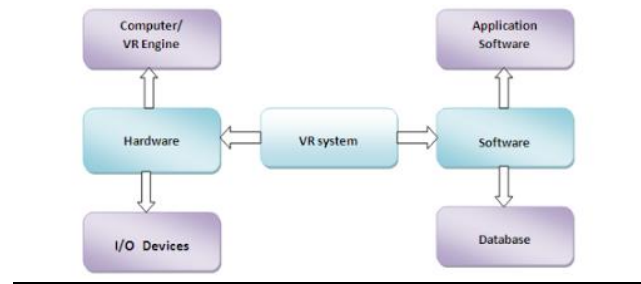 Computer/
VR Engine
Application
Software
Hardware
VR system
Software
I/O Devices
Database